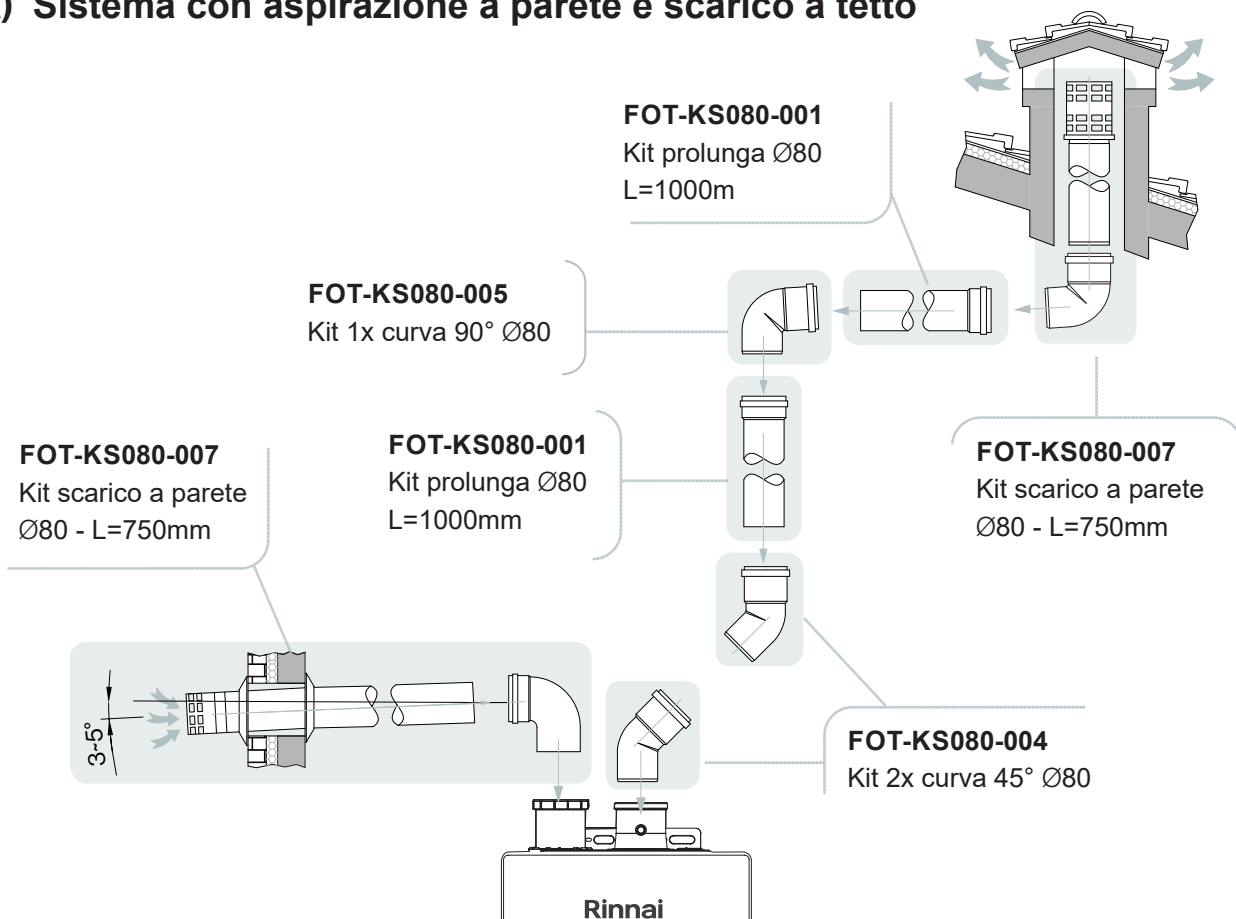 ) Sistema con aspirazione a parete e scarico a tetto
FOT-KS080-001
Kit prolunga Ø80
L=1000m
FOT-KS080-005
Kit 1x curva 90° Ø80
FOT-KS080-007
Kit scarico a parete
Ø80 - L=750mm
FOT-KS080-001
Kit prolunga Ø80
L=1000mm
FOT-KS080-007
Kit scarico a parete
Ø80 - L=750mm
3~5°
FOT-KS080-004
Kit 2x curva 45° Ø80
Rinnai